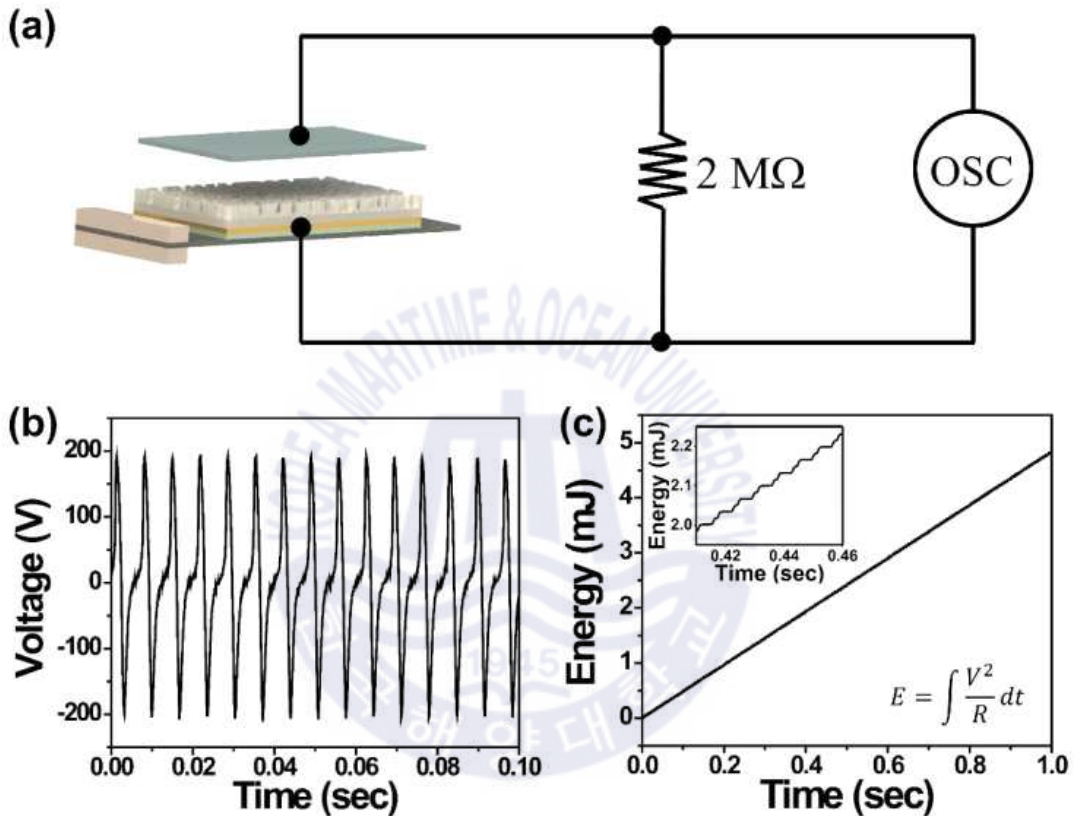 (a)
2 MΩ
OSC
KOREA MARITIME & OCEAN UNIVERSITY
1945
(b)
Voltage (V)
200
100
0
-100
-200
0.00 0.02 0.04 0.06 0.08 0.10
Time (sec)
(c)
Energy (mJ)
5
4
3
2
1
0
Energy (mJ)
2.2
2.1
2.0
0.42 0.44 0.46
Time (sec)
E = ∫ V²/R dt
0.0 0.2 0.4 0.6 0.8 1.0
Time (sec)